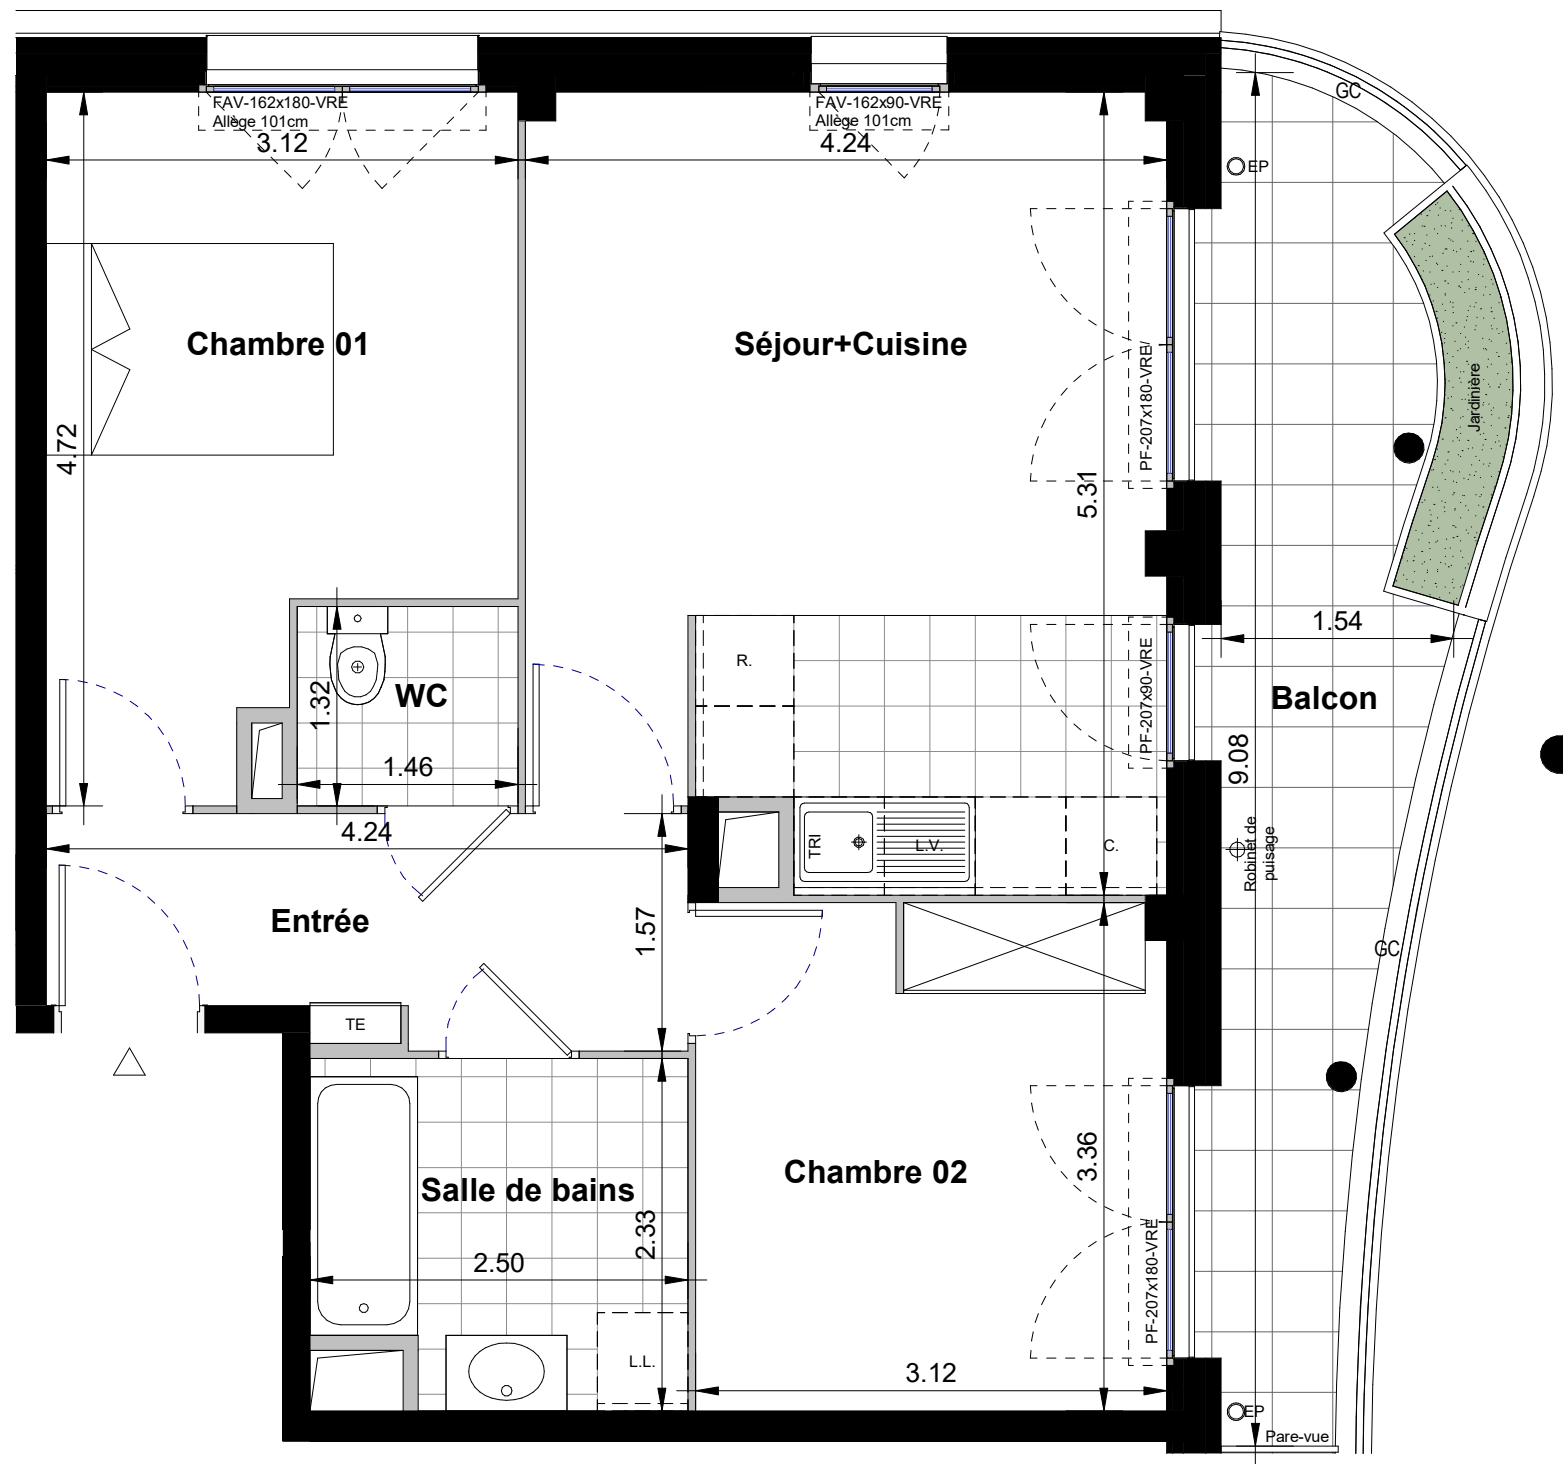 GC
FAV-162x180-VRE
Allège 101cm
3.12
FAV-162x90-VRE
Allège 101cm
4.24
EP
Chambre 01
Séjour+Cuisine
PF-207x180-VRE
Jardinière
4.72
5.31
1.54
R.
WC
1.32
PF-207x90-VRE
Balcon
9.08
1.46
4.24
TRI
L.V.
C.
Robinet de
puisage
Entrée
1.57
GC
TE
Salle de bains
2.33
2.50
Chambre 02
3.36
PF-207x180-VRE
L.L.
3.12
EP
Pare-vue